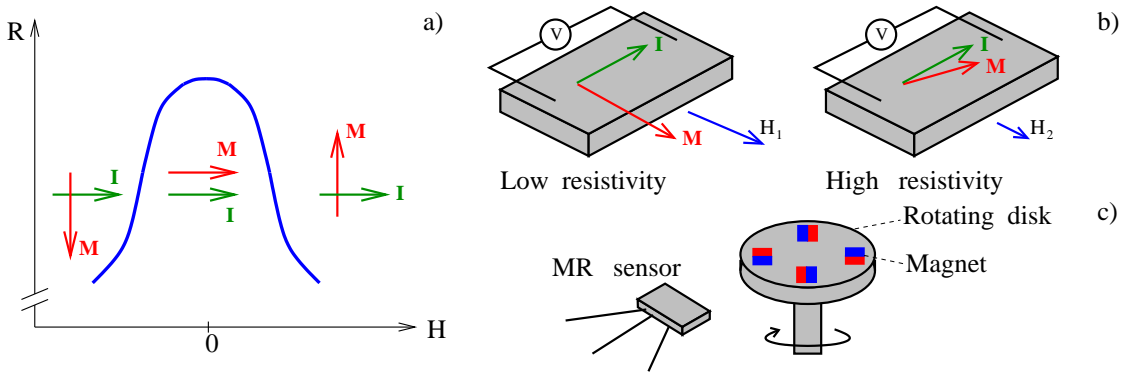 R
a)
I
M
M
I
M
I
0
H
V
I
M
H1
Low resistivity
V
b)
I
M
H2
High resistivity
c)
Rotating disk
Magnet
MR sensor